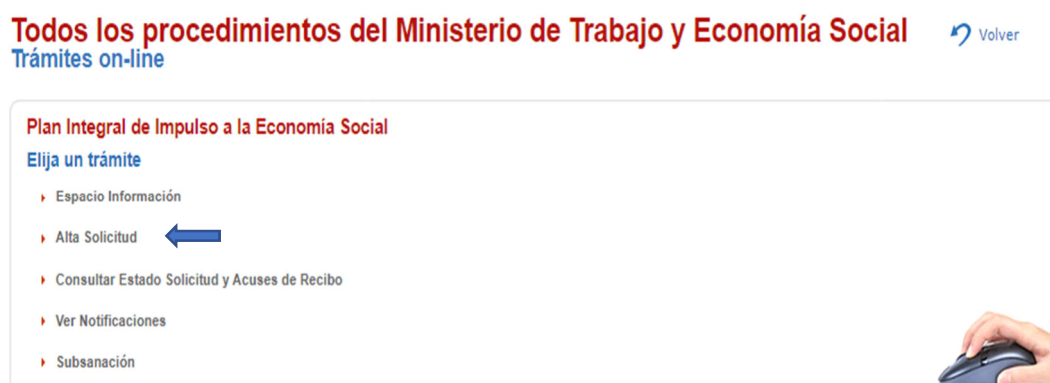 Todos los procedimientos del Ministerio de Trabajo y Economía Social
Volver
Trámites on-line
Plan Integral de Impulso a la Economía Social
Elija un trámite
Espacio Información
Alta Solicitud
Consultar Estado Solicitud y Acuses de Recibo
Ver Notificaciones
Subsanación